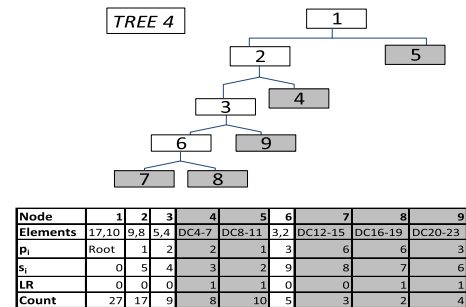 TREE 4
1
2
5
3
4
6
9
7
8
Node 1 2 3 4 5 6 7 8 9
Elements 17,10 9,8 5,4 DC4-7 DC8-11 3,2 DC12-15 DC16-19 DC20-23
pi Root 1 2 2 1 3 6 6 3
si 0 5 4 3 2 9 8 7 6
LR 0 0 0 1 1 0 0 1 1
Count 27 17 9 8 10 5 3 2 4